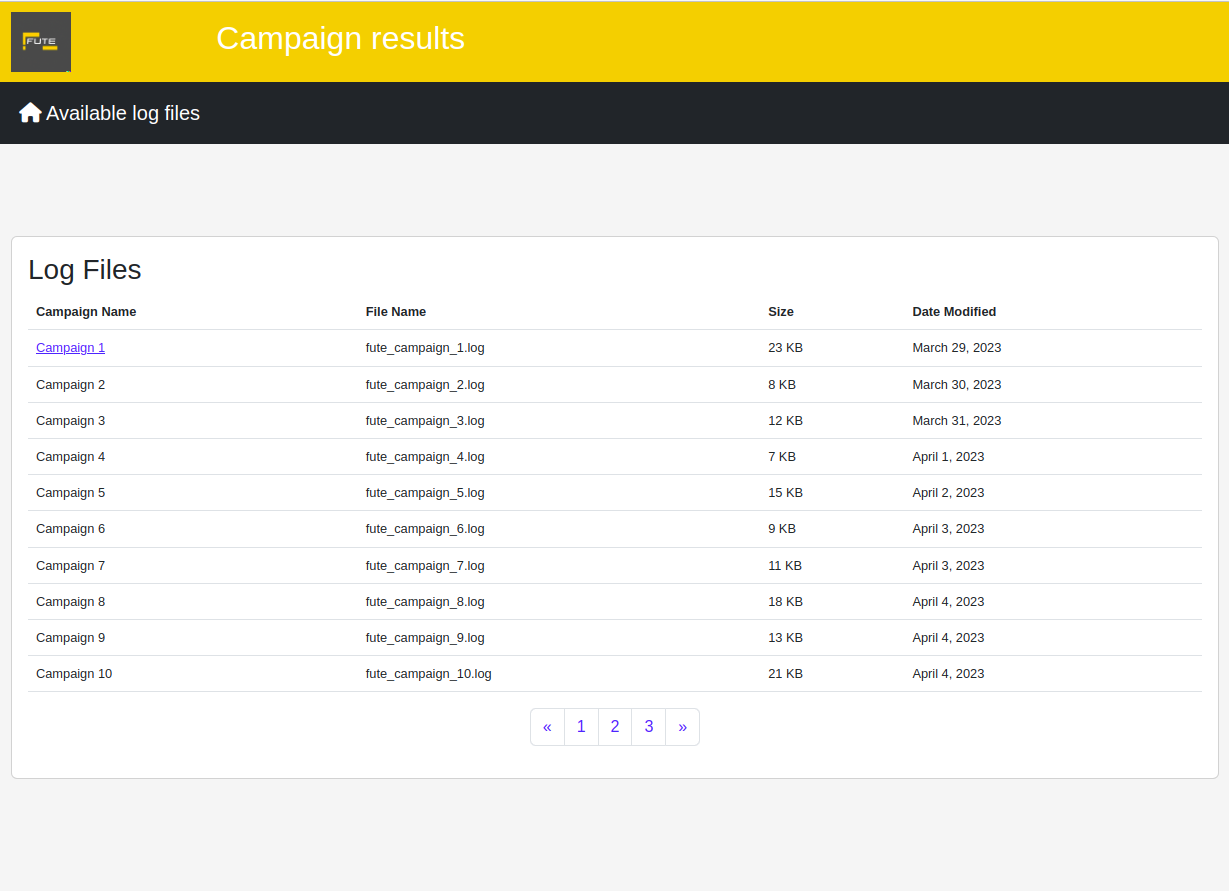 FUTE
Campaign results
Available log files
Log Files
Campaign Name File Name Size Date Modified
Campaign 1 fute_campaign_1.log 23 KB March 29, 2023
Campaign 2 fute_campaign_2.log 8 KB March 30, 2023
Campaign 3 fute_campaign_3.log 12 KB March 31, 2023
Campaign 4 fute_campaign_4.log 7 KB April 1, 2023
Campaign 5 fute_campaign_5.log 15 KB April 2, 2023
Campaign 6 fute_campaign_6.log 9 KB April 3, 2023
Campaign 7 fute_campaign_7.log 11 KB April 3, 2023
Campaign 8 fute_campaign_8.log 18 KB April 4, 2023
Campaign 9 fute_campaign_9.log 13 KB April 4, 2023
Campaign 10 fute_campaign_10.log 21 KB April 4, 2023
« 1 2 3 »